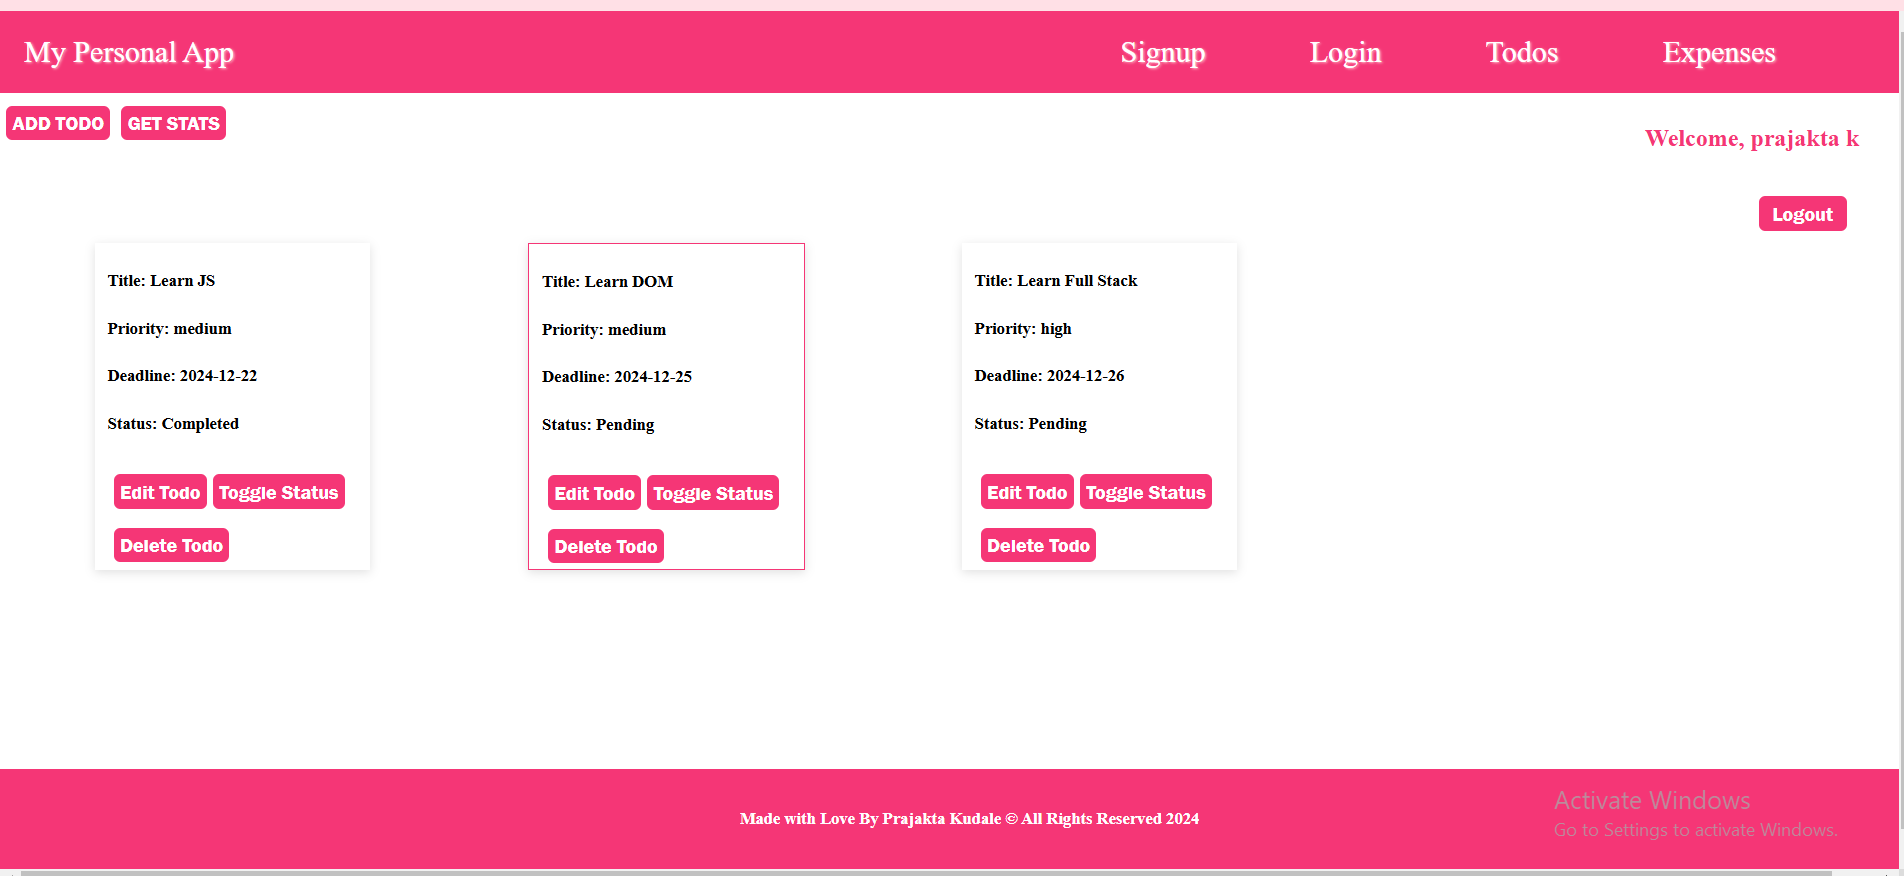 My Personal App
Signup
Login
Todos
Expenses
ADD TODO
GET STATS
Welcome, prajakta k
Logout
Title: Learn JS
Priority: medium
Deadline: 2024-12-22
Status: Completed
Edit Todo
Toggle Status
Delete Todo
Title: Learn DOM
Priority: medium
Deadline: 2024-12-25
Status: Pending
Edit Todo
Toggle Status
Delete Todo
Title: Learn Full Stack
Priority: high
Deadline: 2024-12-26
Status: Pending
Edit Todo
Toggle Status
Delete Todo
Made with Love By Prajakta Kudale © All Rights Reserved 2024
Activate Windows
Go to Settings to activate Windows.